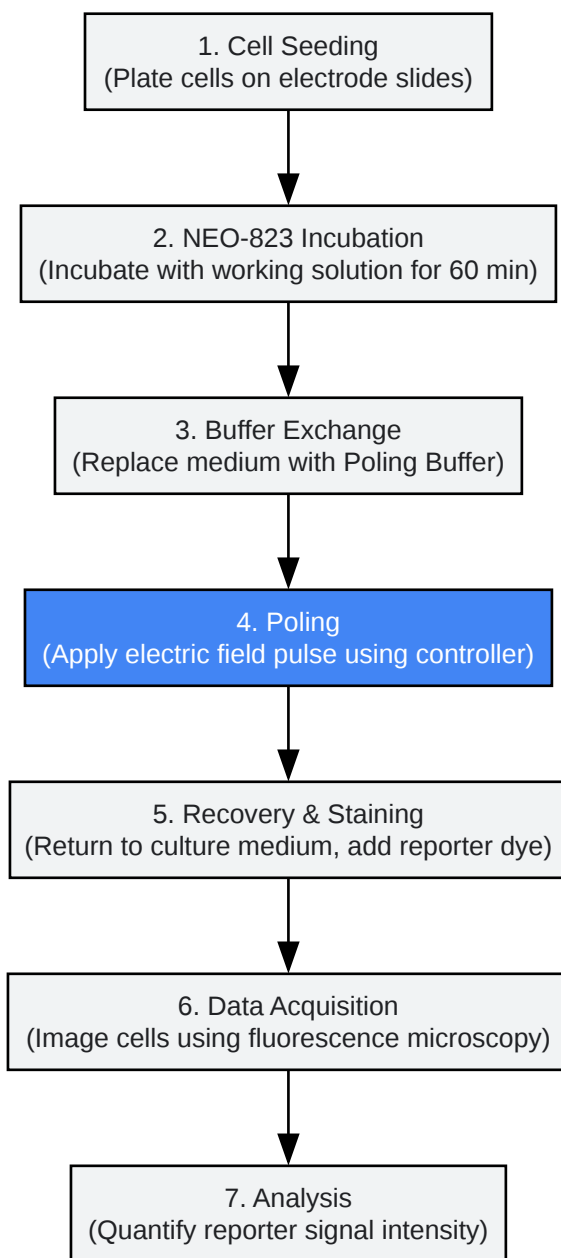 1. Cell Seeding
(Plate cells on electrode slides)
2. NEO-823 Incubation
(Incubate with working solution for 60 min)
3. Buffer Exchange
(Replace medium with Poling Buffer)
4. Poling
(Apply electric field pulse using controller)
5. Recovery & Staining
(Return to culture medium, add reporter dye)
6. Data Acquisition
(Image cells using fluorescence microscopy)
7. Analysis
(Quantify reporter signal intensity)